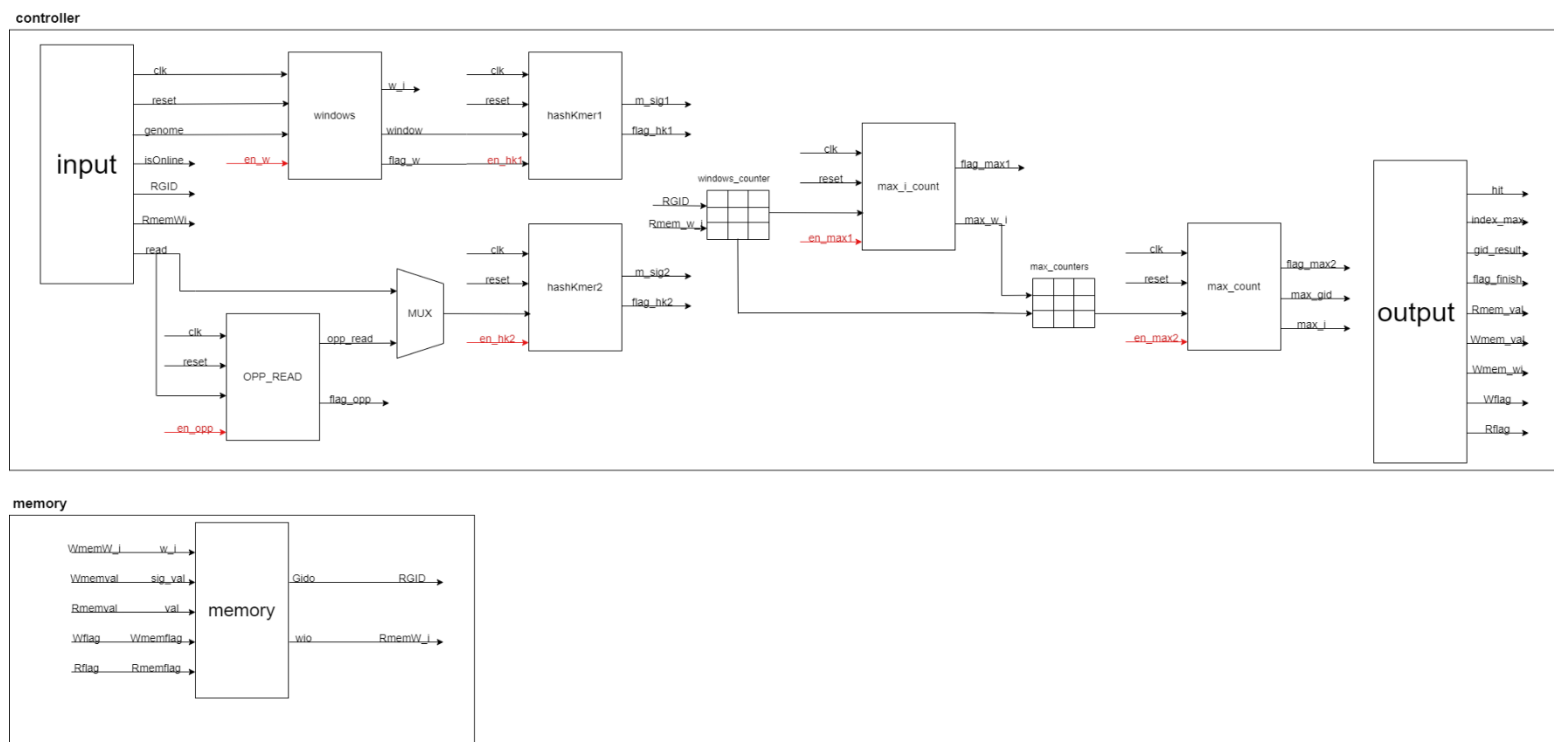 controller
input
clk
reset
genome
isOnline
RGID
RmemWi
read
en_w
windows
w_i
window
flag_w
clk
reset
en_hk1
hashKmer1
m_sig1
flag_hk1
clk
reset
en_opp
OPP_READ
opp_read
flag_opp
MUX
clk
reset
en_hk2
hashKmer2
m_sig2
flag_hk2
windows_counter
RGID
Rmem_w_i
clk
reset
en_max1
max_i_count
flag_max1
max_w_i
max_counters
clk
reset
en_max2
max_count
flag_max2
max_gid
max_i
output
hit
index_max
gid_result
flag_finish
Rmem_val
Wmem_val
Wmem_wi
Wflag
Rflag
memory
WmemW_i w_i
Wmemval sig_val
Rmemval val
Wflag Wmemflag
Rflag Rmemflag
memory
Gido RGID
wio RmemW_i